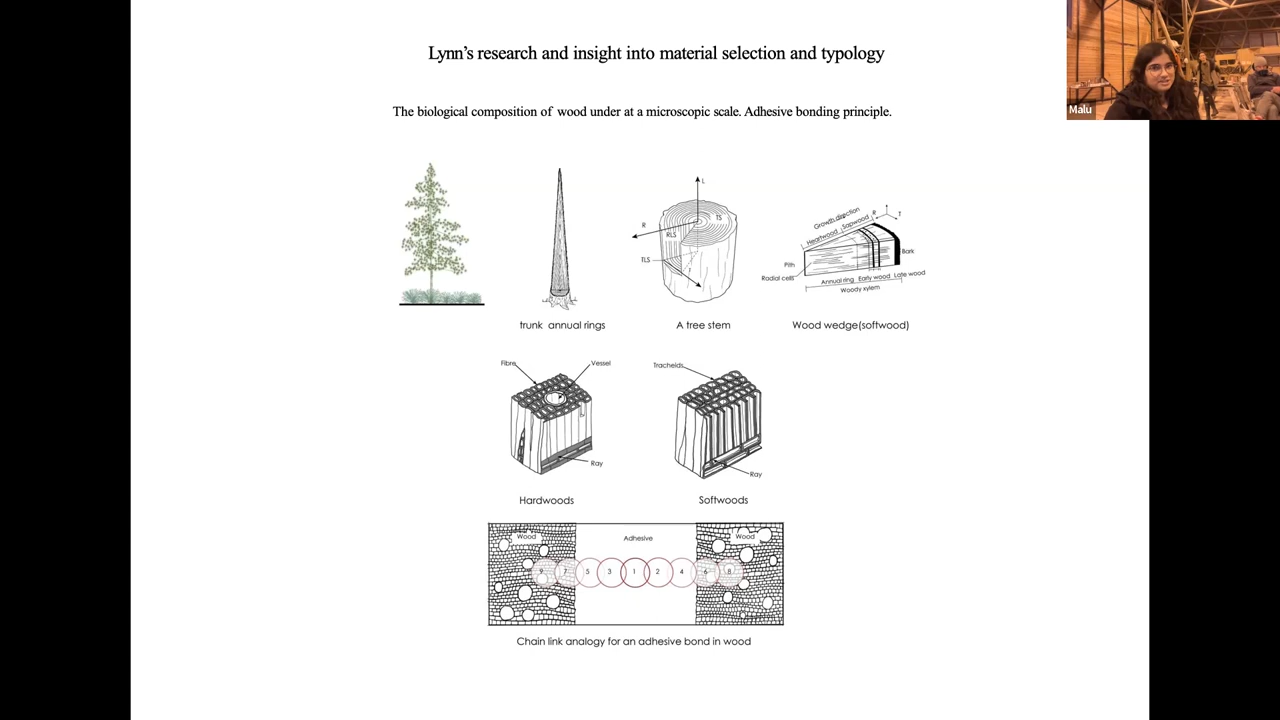 Lynn's research and insight into material selection and typology
Malu
The biological composition of wood under at a microscopic scale. Adhesive bonding principle.
L
R
TS
RLS
TLS
T
Growth direction
R
T
Heartwood
Sapwood
Bark
Pith
Radial cells
Annual ring
Early wood
Late wood
Woody xylem
trunk annual rings
A tree stem
Wood wedge(softwood)
Fibre
Vessel
Ray
Tracheids
Ray
Hardwoods
Softwoods
Wood
Adhesive
Wood
9 7 5 3 1 2 4 6 8
Chain link analogy for an adhesive bond in wood